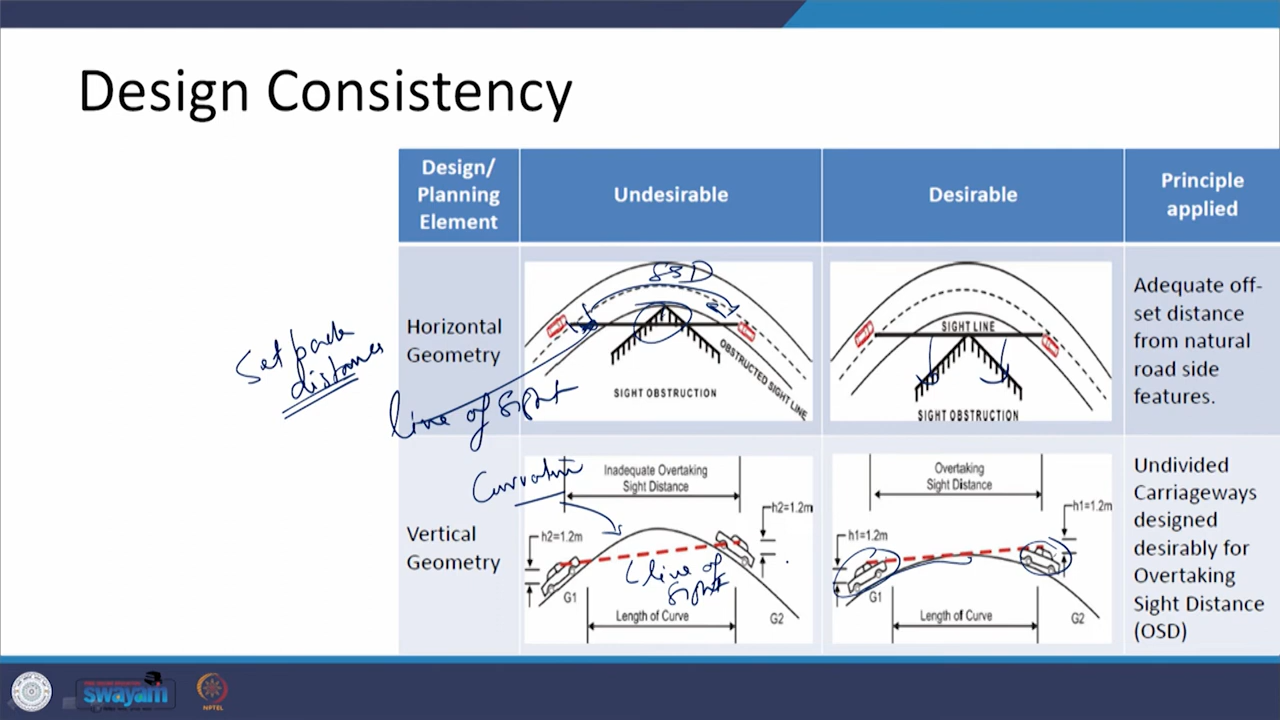 Design Consistency
Design/
Planning
Element
Undesirable
Desirable
Principle
applied
Horizontal
Geometry
SSD
SIGHT OBSTRUCTION
OBSTRUCTED SIGHT LINE
SIGHT LINE
SIGHT OBSTRUCTION
Adequate off-
set distance
from natural
road side
features.
Set back
distance
line of sight
Curvature
Vertical
Geometry
Inadequate Overtaking
Sight Distance
h2=1.2m
h2=1.2m
(line of
sight
G1
G2
Length of Curve
Overtaking
Sight Distance
h1=1.2m
h1=1.2m
G1
G2
Length of Curve
Undivided
Carriageways
designed
desirably for
Overtaking
Sight Distance
(OSD)
swayam
NPTEL